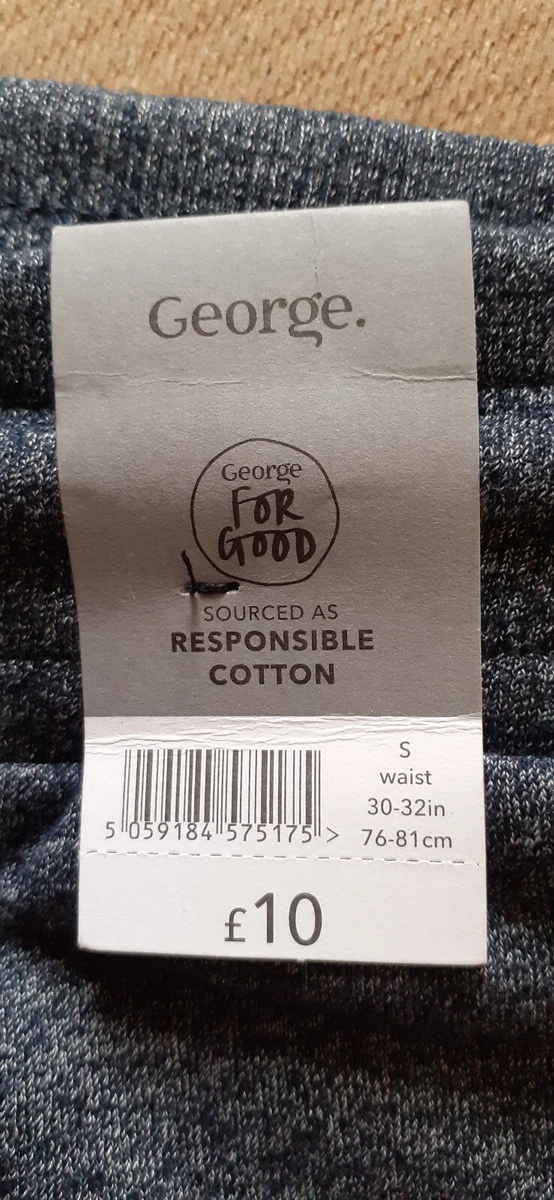 George.
George
FOR
GOOD
SOURCED AS
RESPONSIBLE
COTTON
5 059184 575175 >
S
waist
30-32in
76-81cm
£10